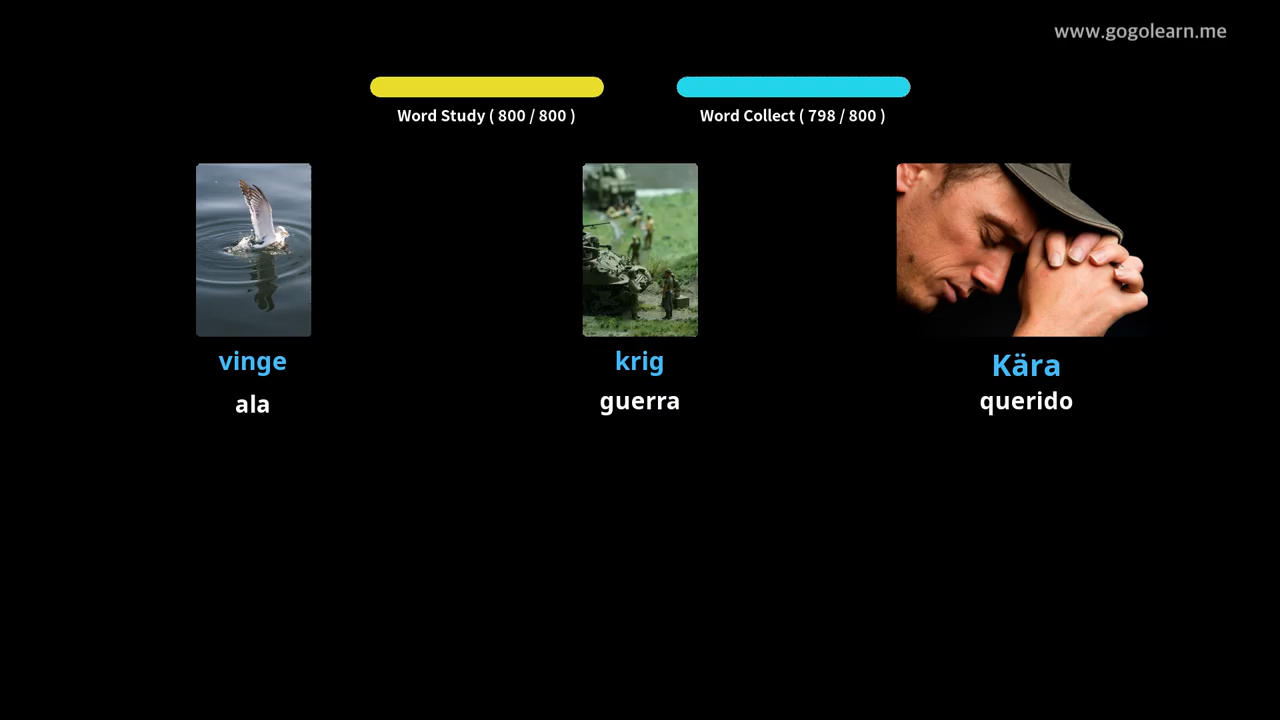 www.gogolearn.me
Word Study ( 800 / 800 )
Word Collect ( 798 / 800 )
vinge
krig
Kära
ala
guerra
querido